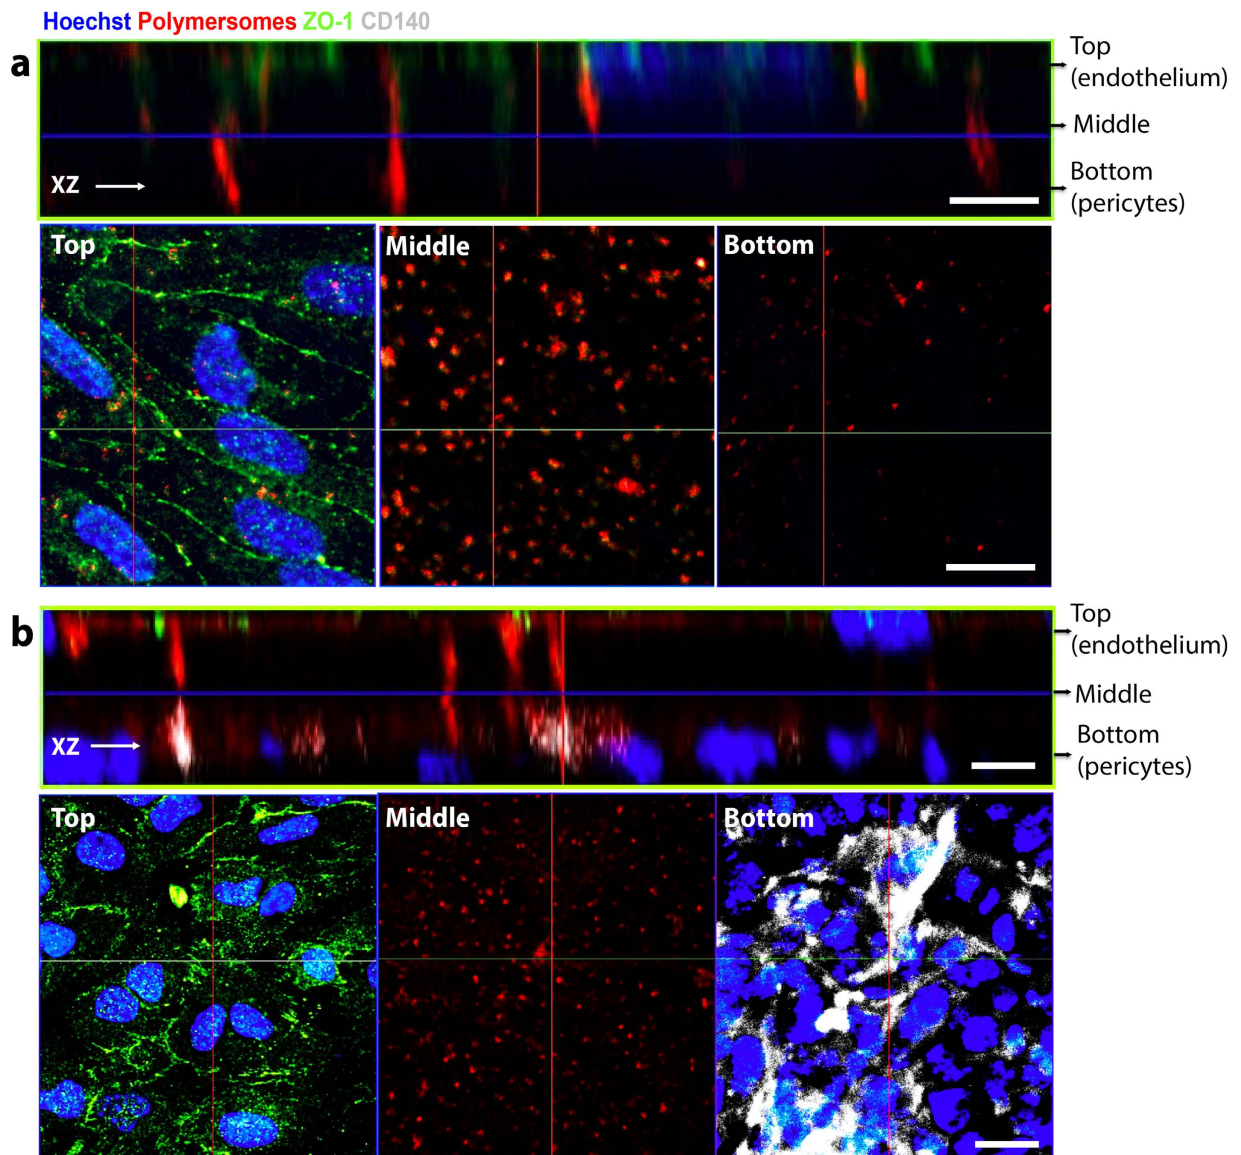 Hoechst Polymersomes ZO-1 CD140
a
Top
(endothelium)
Middle
Bottom
(pericytes)
XZ
Top
Middle
Bottom
b
Top
(endothelium)
Middle
Bottom
(pericytes)
XZ
Top
Middle
Bottom